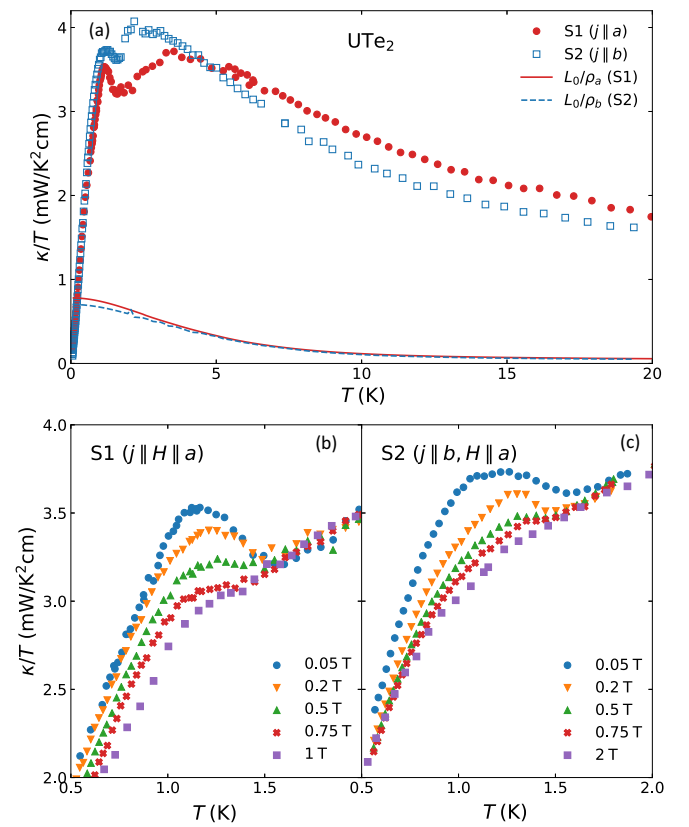 (a)
UTe₂
S1 (j ∥ a)
S2 (j ∥ b)
L₀/ρₐ (S1)
L₀/ρ_b (S2)
κ/T (mW/K²cm)
4
3
2
1
0
0 5 10 15 20
T (K)
S1 (j ∥ H ∥ a) (b)
S2 (j ∥ b, H ∥ a) (c)
κ/T (mW/K²cm)
4.0
3.5
3.0
2.5
2.0
0.05 T
0.2 T
0.5 T
0.75 T
1 T
0.05 T
0.2 T
0.5 T
0.75 T
2 T
0.5 1.0 1.5 0.5 1.0 1.5 2.0
T (K) T (K)